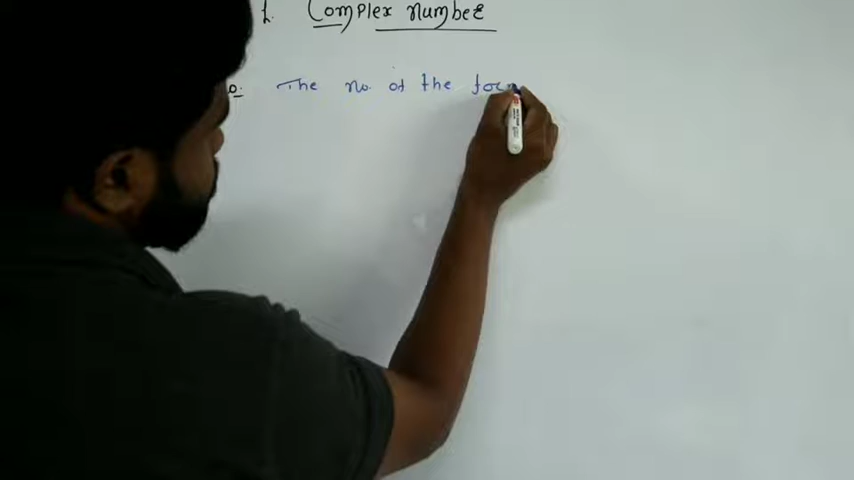 1. Complex number
The no. of the form